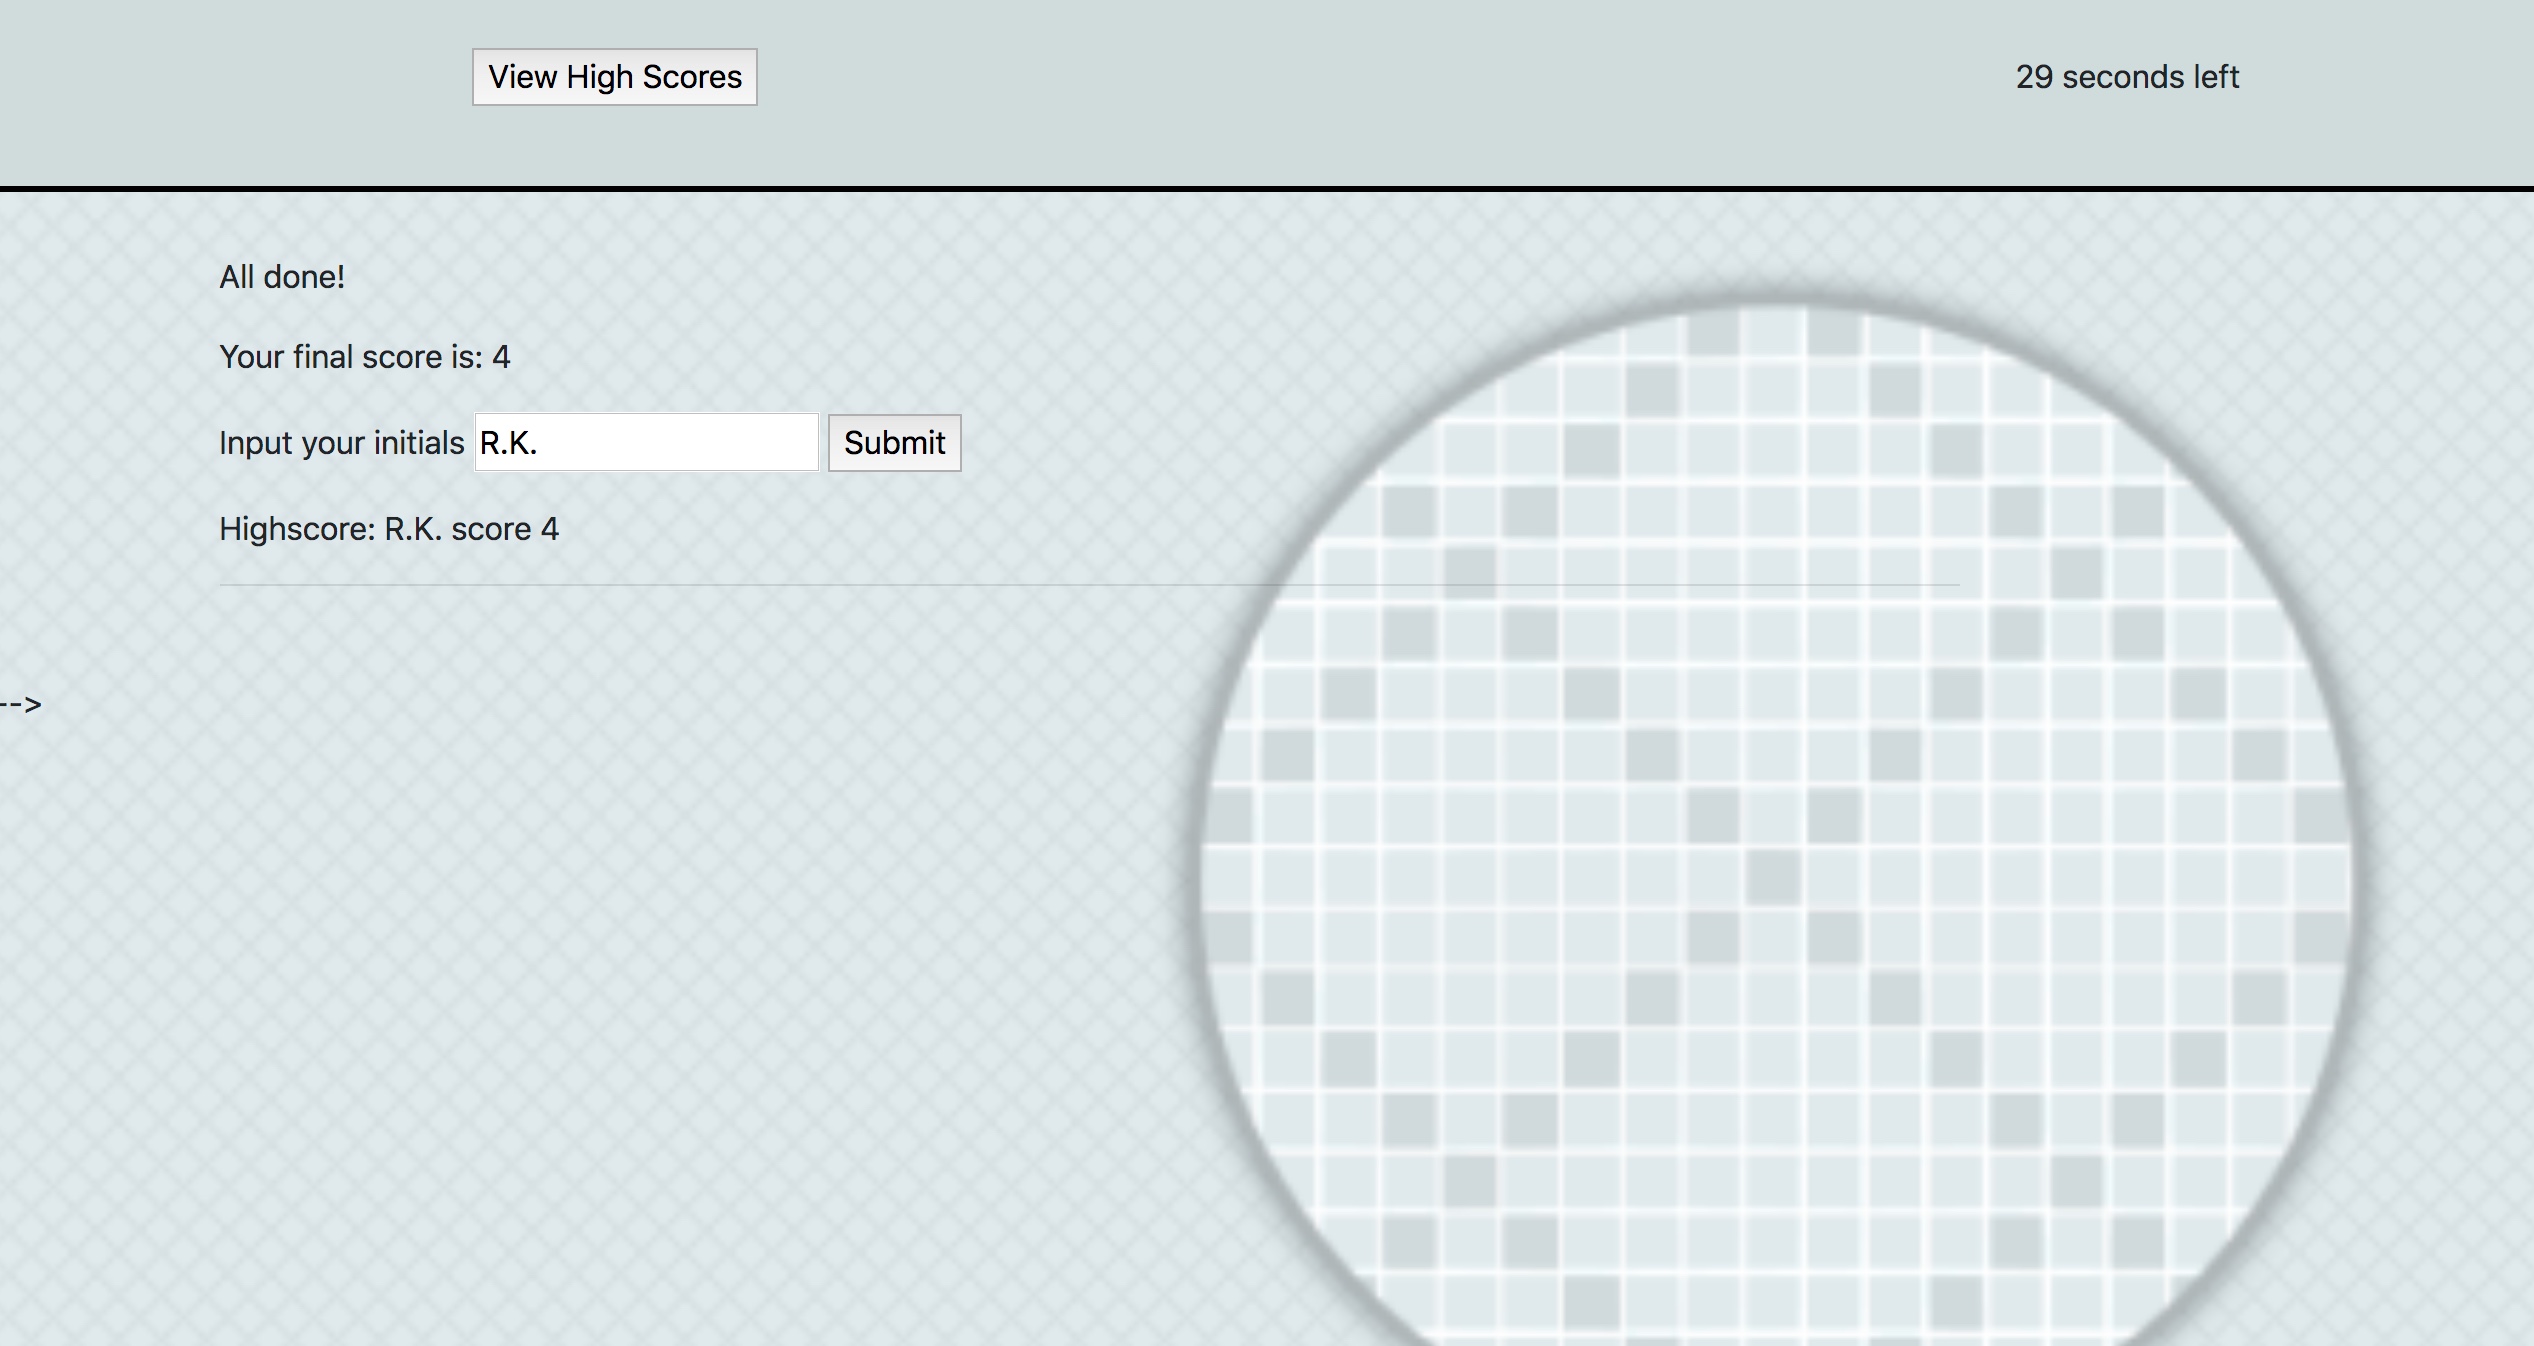 View High Scores
29 seconds left
All done!
Your final score is: 4
Input your initials R.K. Submit
Highscore: R.K. score 4
-->